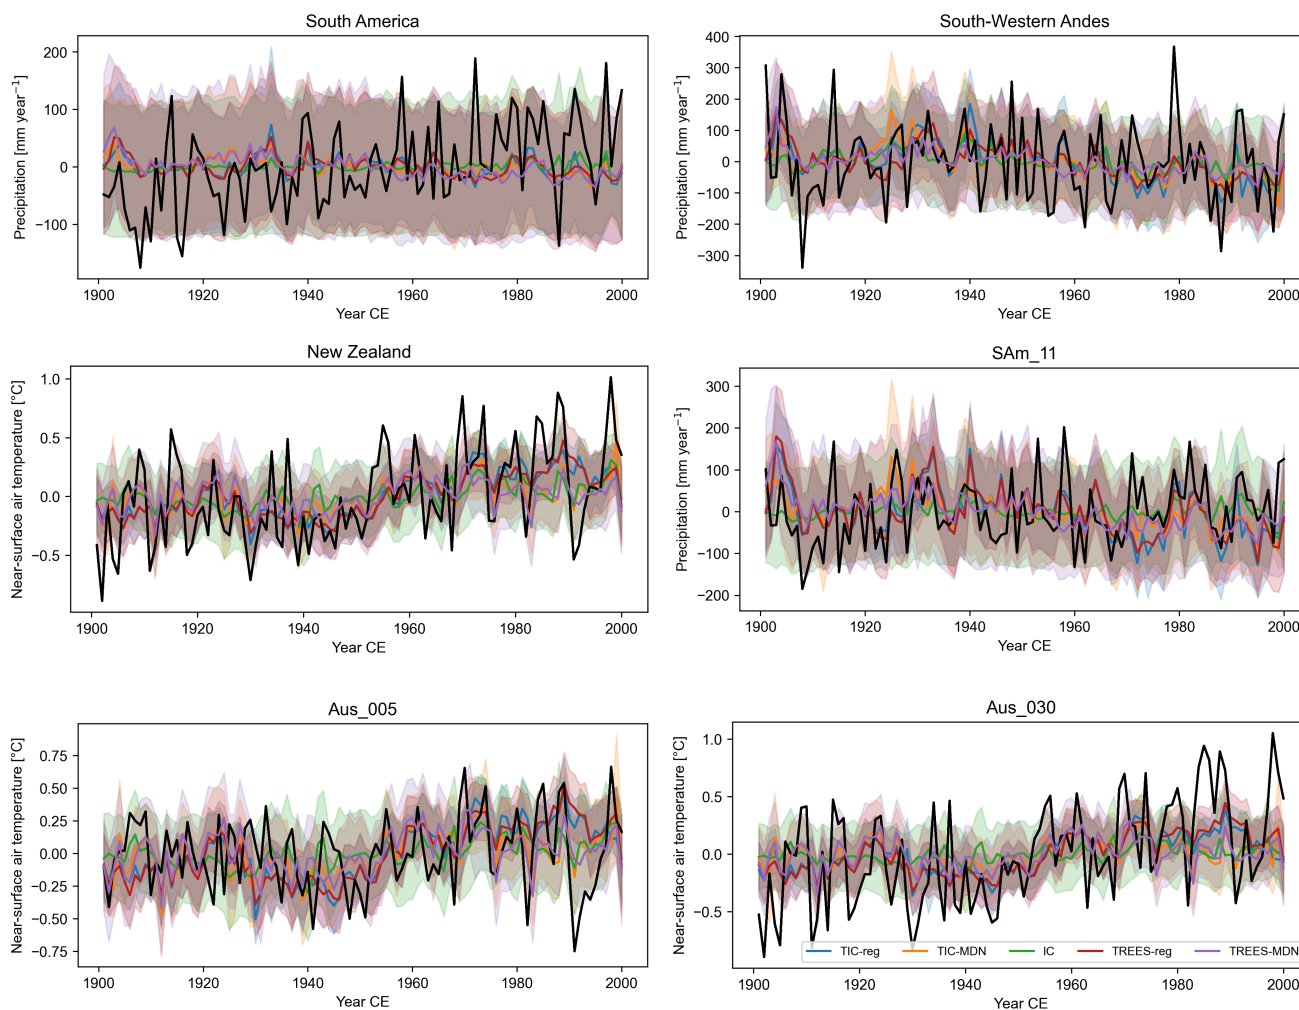 South America
Precipitation [mm year⁻¹]
200
100
0
−100
1900 1920 1940 1960 1980 2000
Year CE
South-Western Andes
Precipitation [mm year⁻¹]
400
300
200
100
0
−100
−200
−300
1900 1920 1940 1960 1980 2000
Year CE
New Zealand
Near-surface air temperature [°C]
1.0
0.5
0.0
−0.5
1900 1920 1940 1960 1980 2000
Year CE
SAm_11
Precipitation [mm year⁻¹]
300
200
100
0
−100
−200
1900 1920 1940 1960 1980 2000
Year CE
Aus_005
Near-surface air temperature [°C]
0.75
0.50
0.25
0.00
−0.25
−0.50
−0.75
1900 1920 1940 1960 1980 2000
Year CE
Aus_030
Near-surface air temperature [°C]
1.0
0.5
0.0
−0.5
TIC-reg TIC-MDN IC TREES-reg TREES-MDN
1900 1920 1940 1960 1980 2000
Year CE